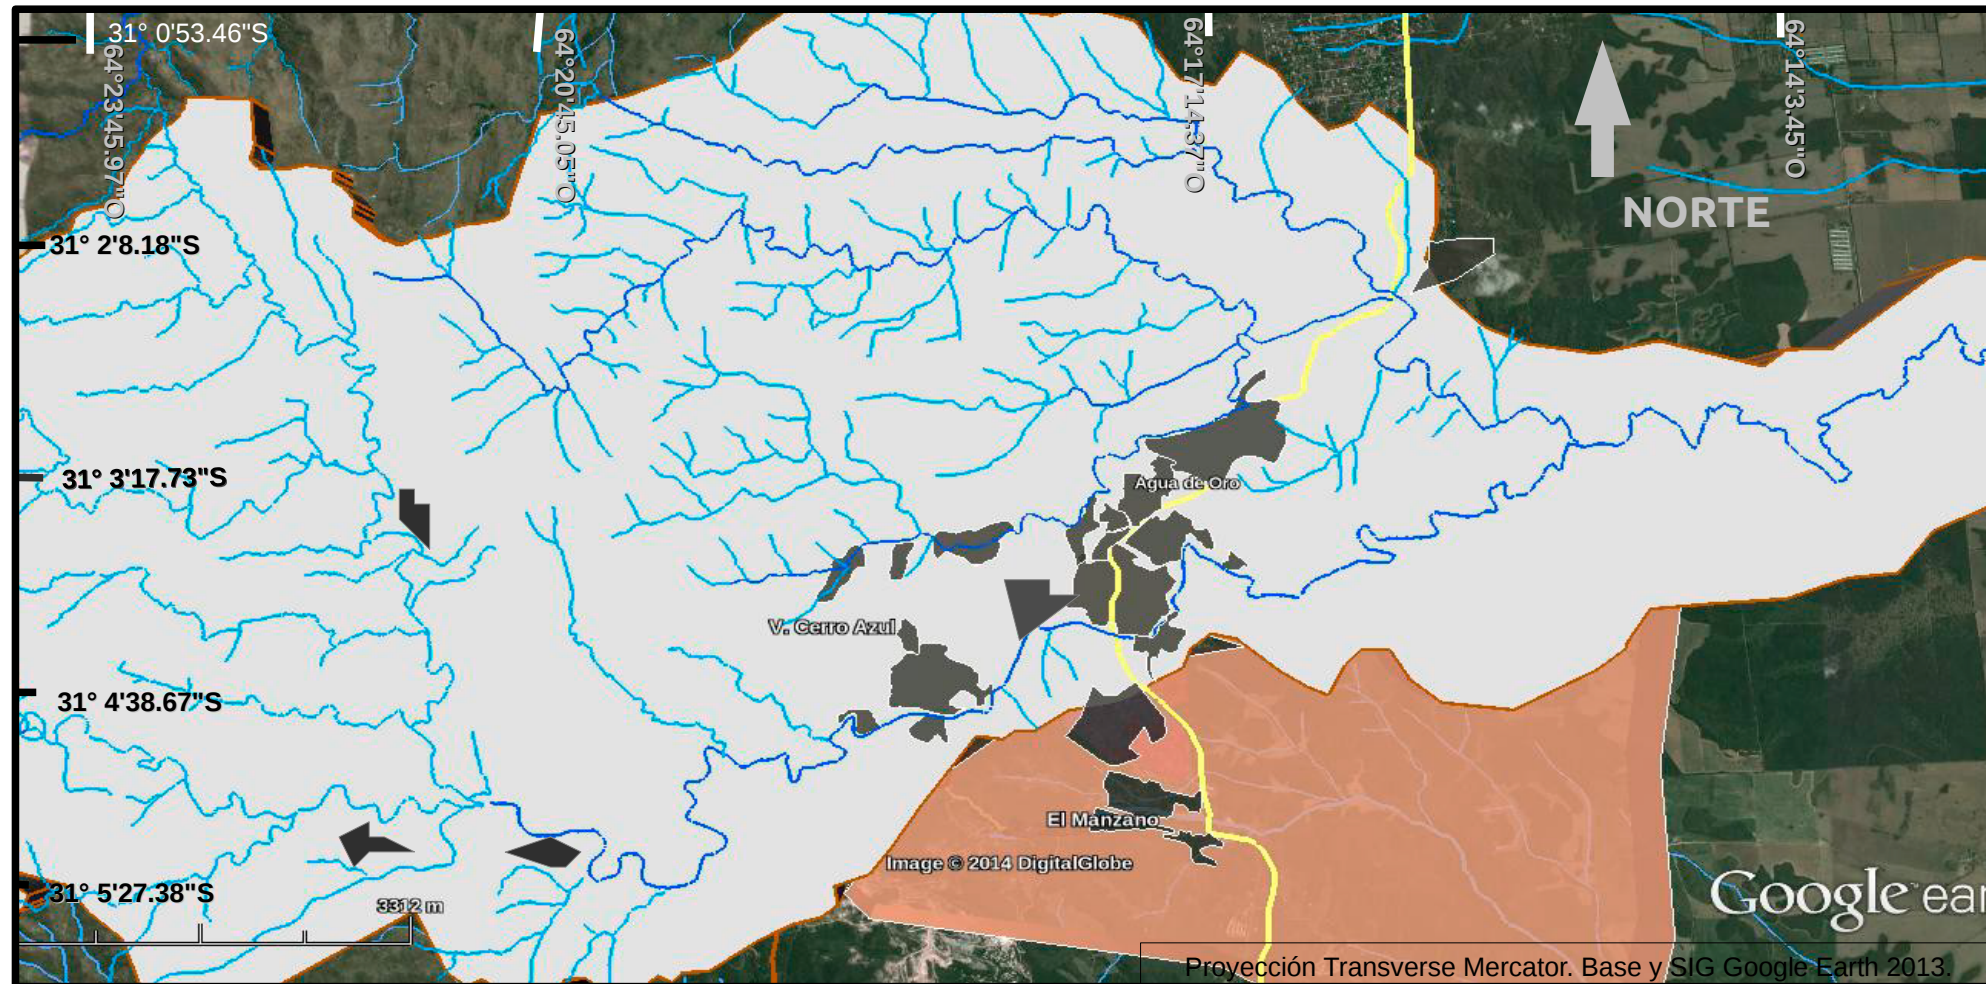 31° 0'53.46"S
64°23'45.97"O
64°20'45.05"O
64°17'14.37"O
64°14'3.45"O
NORTE
31° 2'8.18"S
31° 3'17.73"S
Agua de Oro
V. Cerro Azul
31° 4'38.67"S
El Manzano
Image © 2014 DigitalGlobe
31° 5'27.38"S
3312 m
Google ear
Proyección Transverse Mercator. Base y SIG Google Earth 2013.